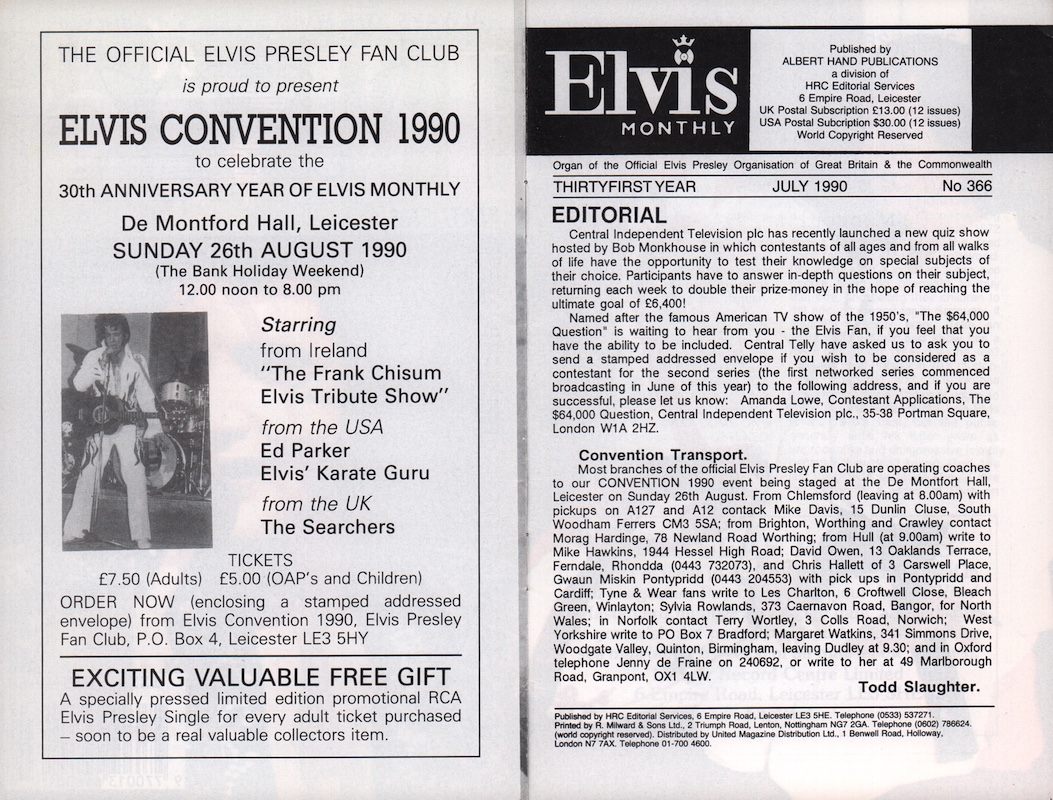 THE OFFICIAL ELVIS PRESLEY FAN CLUB
is proud to present
ELVIS CONVENTION 1990
to celebrate the
30th ANNIVERSARY YEAR OF ELVIS MONTHLY
De Montford Hall, Leicester
SUNDAY 26th AUGUST 1990
(The Bank Holiday Weekend)
12.00 noon to 8.00 pm
Starring
from Ireland
"The Frank Chisum
Elvis Tribute Show"
from the USA
Ed Parker
Elvis' Karate Guru
from the UK
The Searchers
TICKETS
£7.50 (Adults) £5.00 (OAP's and Children)
ORDER NOW (enclosing a stamped addressed
envelope) from Elvis Convention 1990, Elvis Presley
Fan Club, P.O. Box 4, Leicester LE3 5HY
EXCITING VALUABLE FREE GIFT
A specially pressed limited edition promotional RCA
Elvis Presley Single for every adult ticket purchased
– soon to be a real valuable collectors item.
Elvis
MONTHLY
Published by
ALBERT HAND PUBLICATIONS
a division of
HRC Editorial Services
6 Empire Road, Leicester
UK Postal Subscription £13.00 (12 issues)
USA Postal Subcription $30.00 (12 issues)
World Copyright Reserved
Organ of the Official Elvis Presley Organisation of Great Britain & the Commonwealth
THIRTYFIRST YEAR JULY 1990 No 366
EDITORIAL
Central Independent Television plc has recently launched a new quiz show
hosted by Bob Monkhouse in which contestants of all ages and from all walks
of life have the opportunity to test their knowledge on special subjects of
their choice. Participants have to answer in-depth questions on their subject,
returning each week to double their prize-money in the hope of reaching the
ultimate goal of £6,400!
Named after the famous American TV show of the 1950's, "The $64,000
Question" is waiting to hear from you - the Elvis Fan, if you feel that you
have the ability to be included. Central Telly have asked us to ask you to
send a stamped addressed envelope if you wish to be considered as a
contestant for the second series (the first networked series commenced
broadcasting in June of this year) to the following address, and if you are
successful, please let us know: Amanda Lowe, Contestant Applications, The
$64,000 Question, Central Independent Television plc., 35-38 Portman Square,
London W1A 2HZ.
Convention Transport.
Most branches of the official Elvis Presley Fan Club are operating coaches
to our CONVENTION 1990 event being staged at the De Montfort Hall,
Leicester on Sunday 26th August. From Chlemsford (leaving at 8.00am) with
pickups on A127 and A12 contack Mike Davis, 15 Dunlin Cluse, South
Woodham Ferrers CM3 5SA; from Brighton, Worthing and Crawley contact
Morag Hardinge, 78 Newland Road Worthing; from Hull (at 9.00am) write to
Mike Hawkins, 1944 Hessel High Road; David Owen, 13 Oaklands Terrace,
Ferndale, Rhondda (0443 732073), and Chris Hallett of 3 Carswell Place,
Gwaun Miskin Pontypridd (0443 204553) with pick ups in Pontypridd and
Cardiff; Tyne & Wear fans write to Les Charlton, 6 Croftwell Close, Bleach
Green, Winlayton; Sylvia Rowlands, 373 Caernavon Road, Bangor, for North
Wales; in Norfolk contact Terry Wortley, 3 Colls Road, Norwich; West
Yorkshire write to PO Box 7 Bradford; Margaret Watkins, 341 Simmons Drive,
Woodgate Valley, Quinton, Birmingham, leaving Dudley at 9.30; and in Oxford
telephone Jenny de Fraine on 240692, or write to her at 49 Marlborough
Road, Granpont, OX1 4LW.
Todd Slaughter.
Published by HRC Editorial Services, 6 Empire Road, Leicester LE3 5HE. Telephone (0533) 537271.
Printed by R. Milward & Sons Ltd., 2 Triumph Road, Lenton, Nottingham NG7 2GA. Telephone (0602) 786624.
(world copyright reserved). Distributed by United Magazine Distribution Ltd., 1 Benwell Road, Holloway,
London N7 7AX. Telephone 01-700 4600.